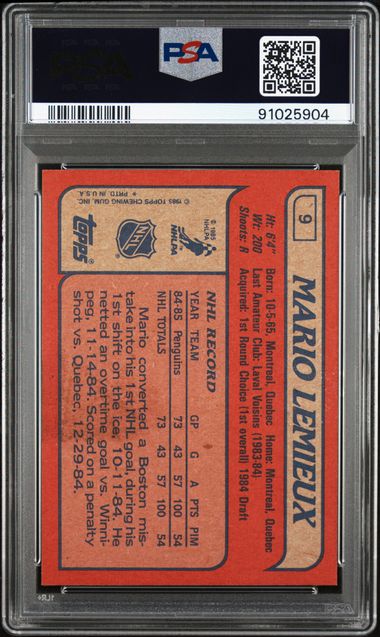 PSA
91025904
9
MARIO LEMIEUX
Ht: 6'4" Born: 10-5-65, Montreal, Quebec Home: Montreal, Quebec
Wt: 200 Last Amateur Club: Laval Voisins (1983-84)
Shoots: R Acquired: 1st Round Choice (1st overall) 1984 Draft
NHL RECORD
YEAR TEAM GP G A PTS PIM
84-85 Penguins 73 43 57 100 54
NHL TOTALS 73 43 57 100 54
Mario converted a Boston mis-
take into his 1st NHL goal, during his
1st shift on the ice, 10-11-84. He
netted an overtime goal vs. Winni-
peg, 11-14-84. Scored on a penalty
shot vs. Quebec, 12-29-84.
© 1985
NHLPA
NHL
topps
© 1985 TOPPS CHEWING GUM, INC.
* PRTD. IN U.S.A.